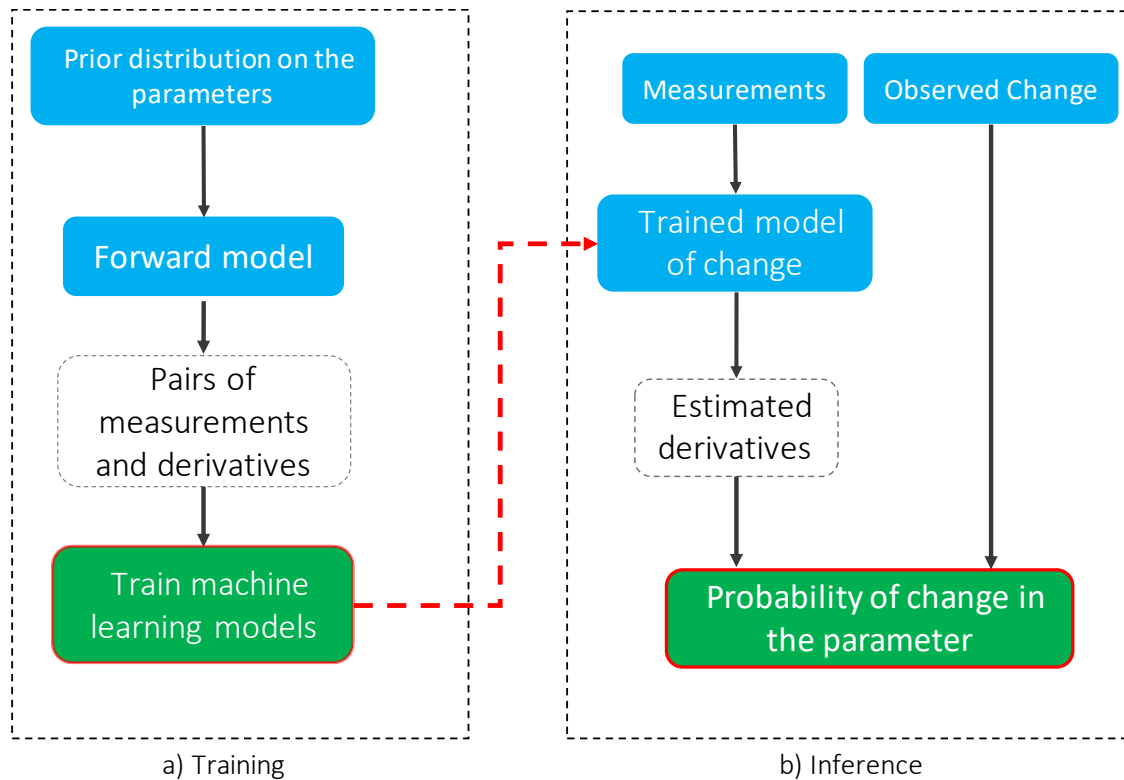 Prior distribution on the
parameters
Forward model
Pairs of
measurements
and derivatives
Train machine
learning models
a) Training
Measurements
Observed Change
Trained model
of change
Estimated
derivatives
Probability of change in
the parameter
b) Inference